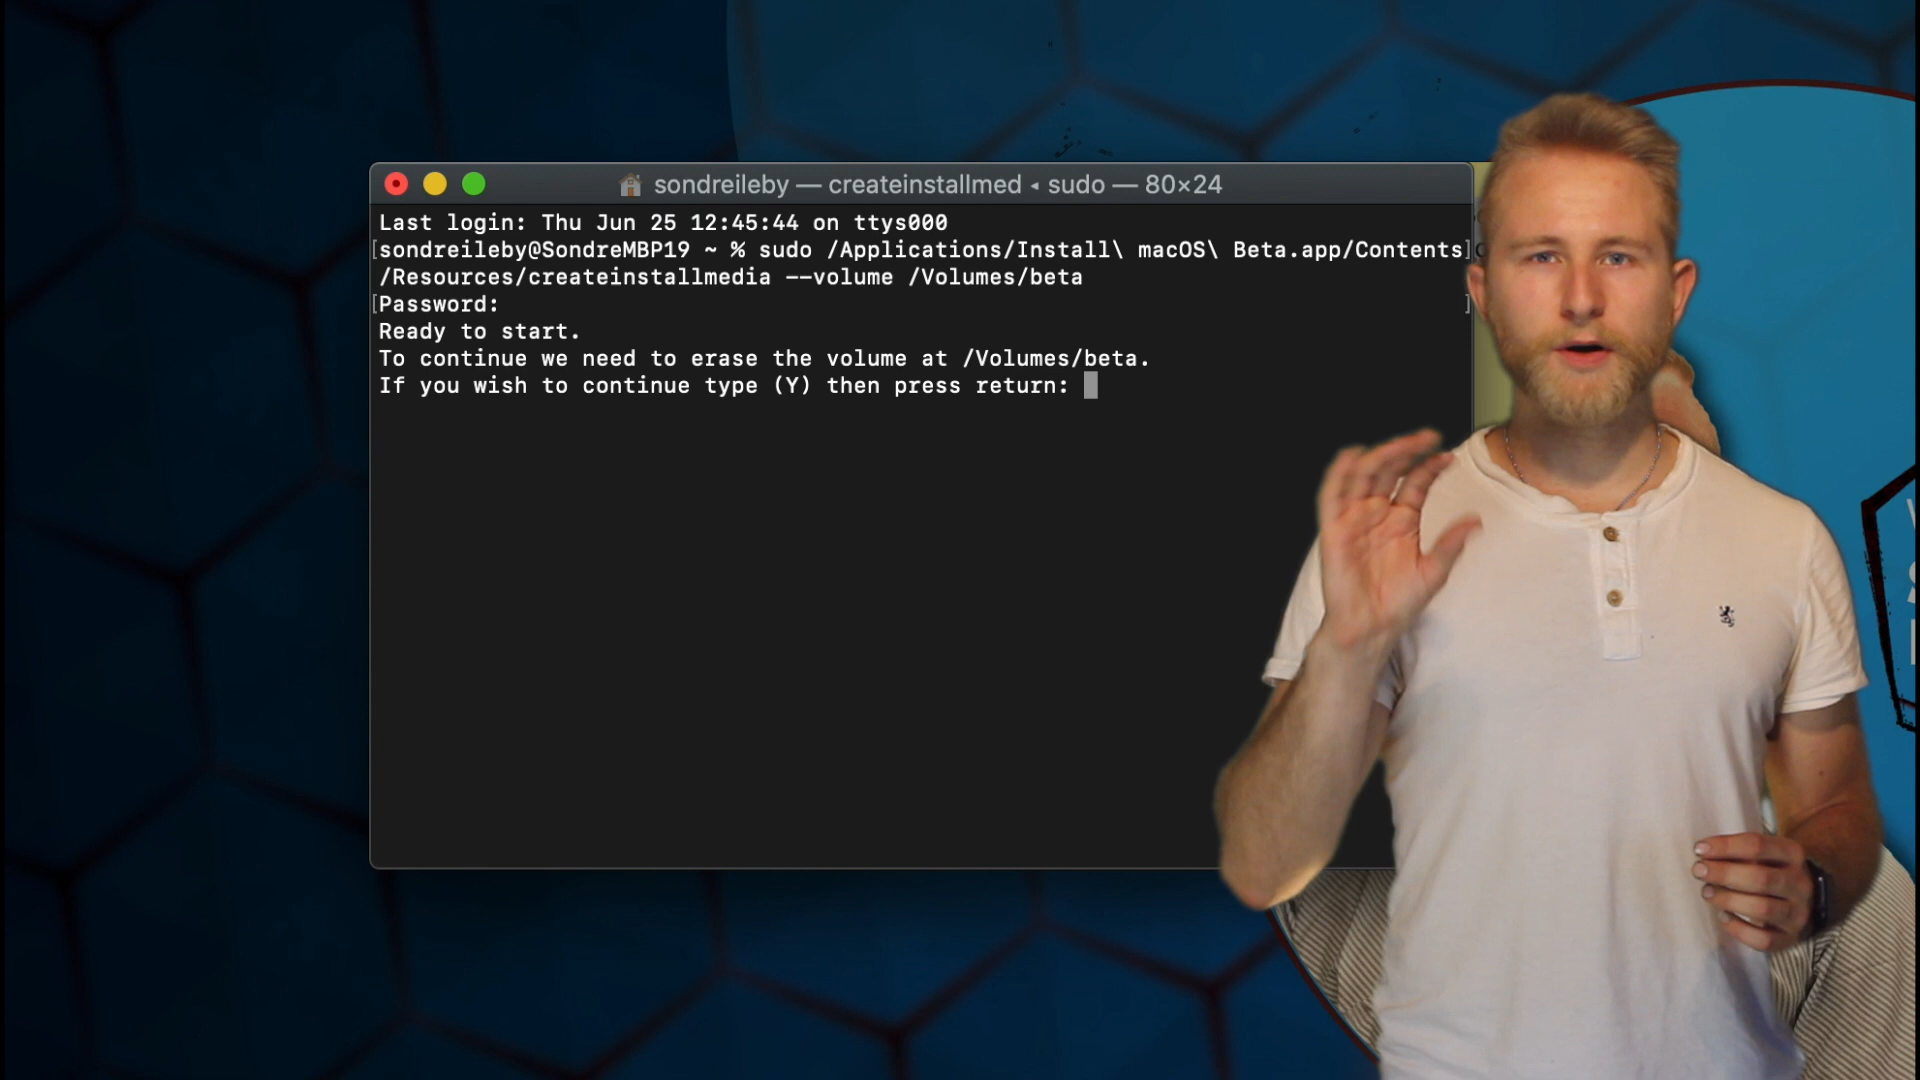 sondreileby — createinstallmed ◂ sudo — 80×24
Last login: Thu Jun 25 12:45:44 on ttys000
[sondreileby@SondreMBP19 ~ % sudo /Applications/Install\ macOS\ Beta.app/Contents]
/Resources/createinstallmedia --volume /Volumes/beta
[Password: ]
Ready to start.
To continue we need to erase the volume at /Volumes/beta.
If you wish to continue type (Y) then press return: